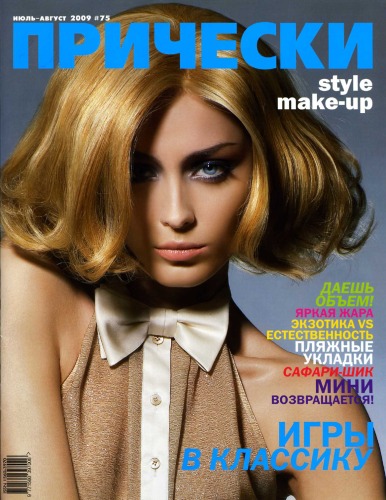 ИЮЛЬ-АВГУСТ 2009 #75
ПРИЧЕСКИ
style
make-up
ДАЕШЬ
ОБЪЕМ!
ЯРКАЯ ЖАРА
ЭКЗОТИКА VS
ЕСТЕСТВЕННОСТЬ
ПЛЯЖНЫЕ
УКЛАДКИ
САФАРИ-ШИК
МИНИ
ВОЗВРАЩАЕТСЯ!
ИГРЫ
В КЛАССИКУ